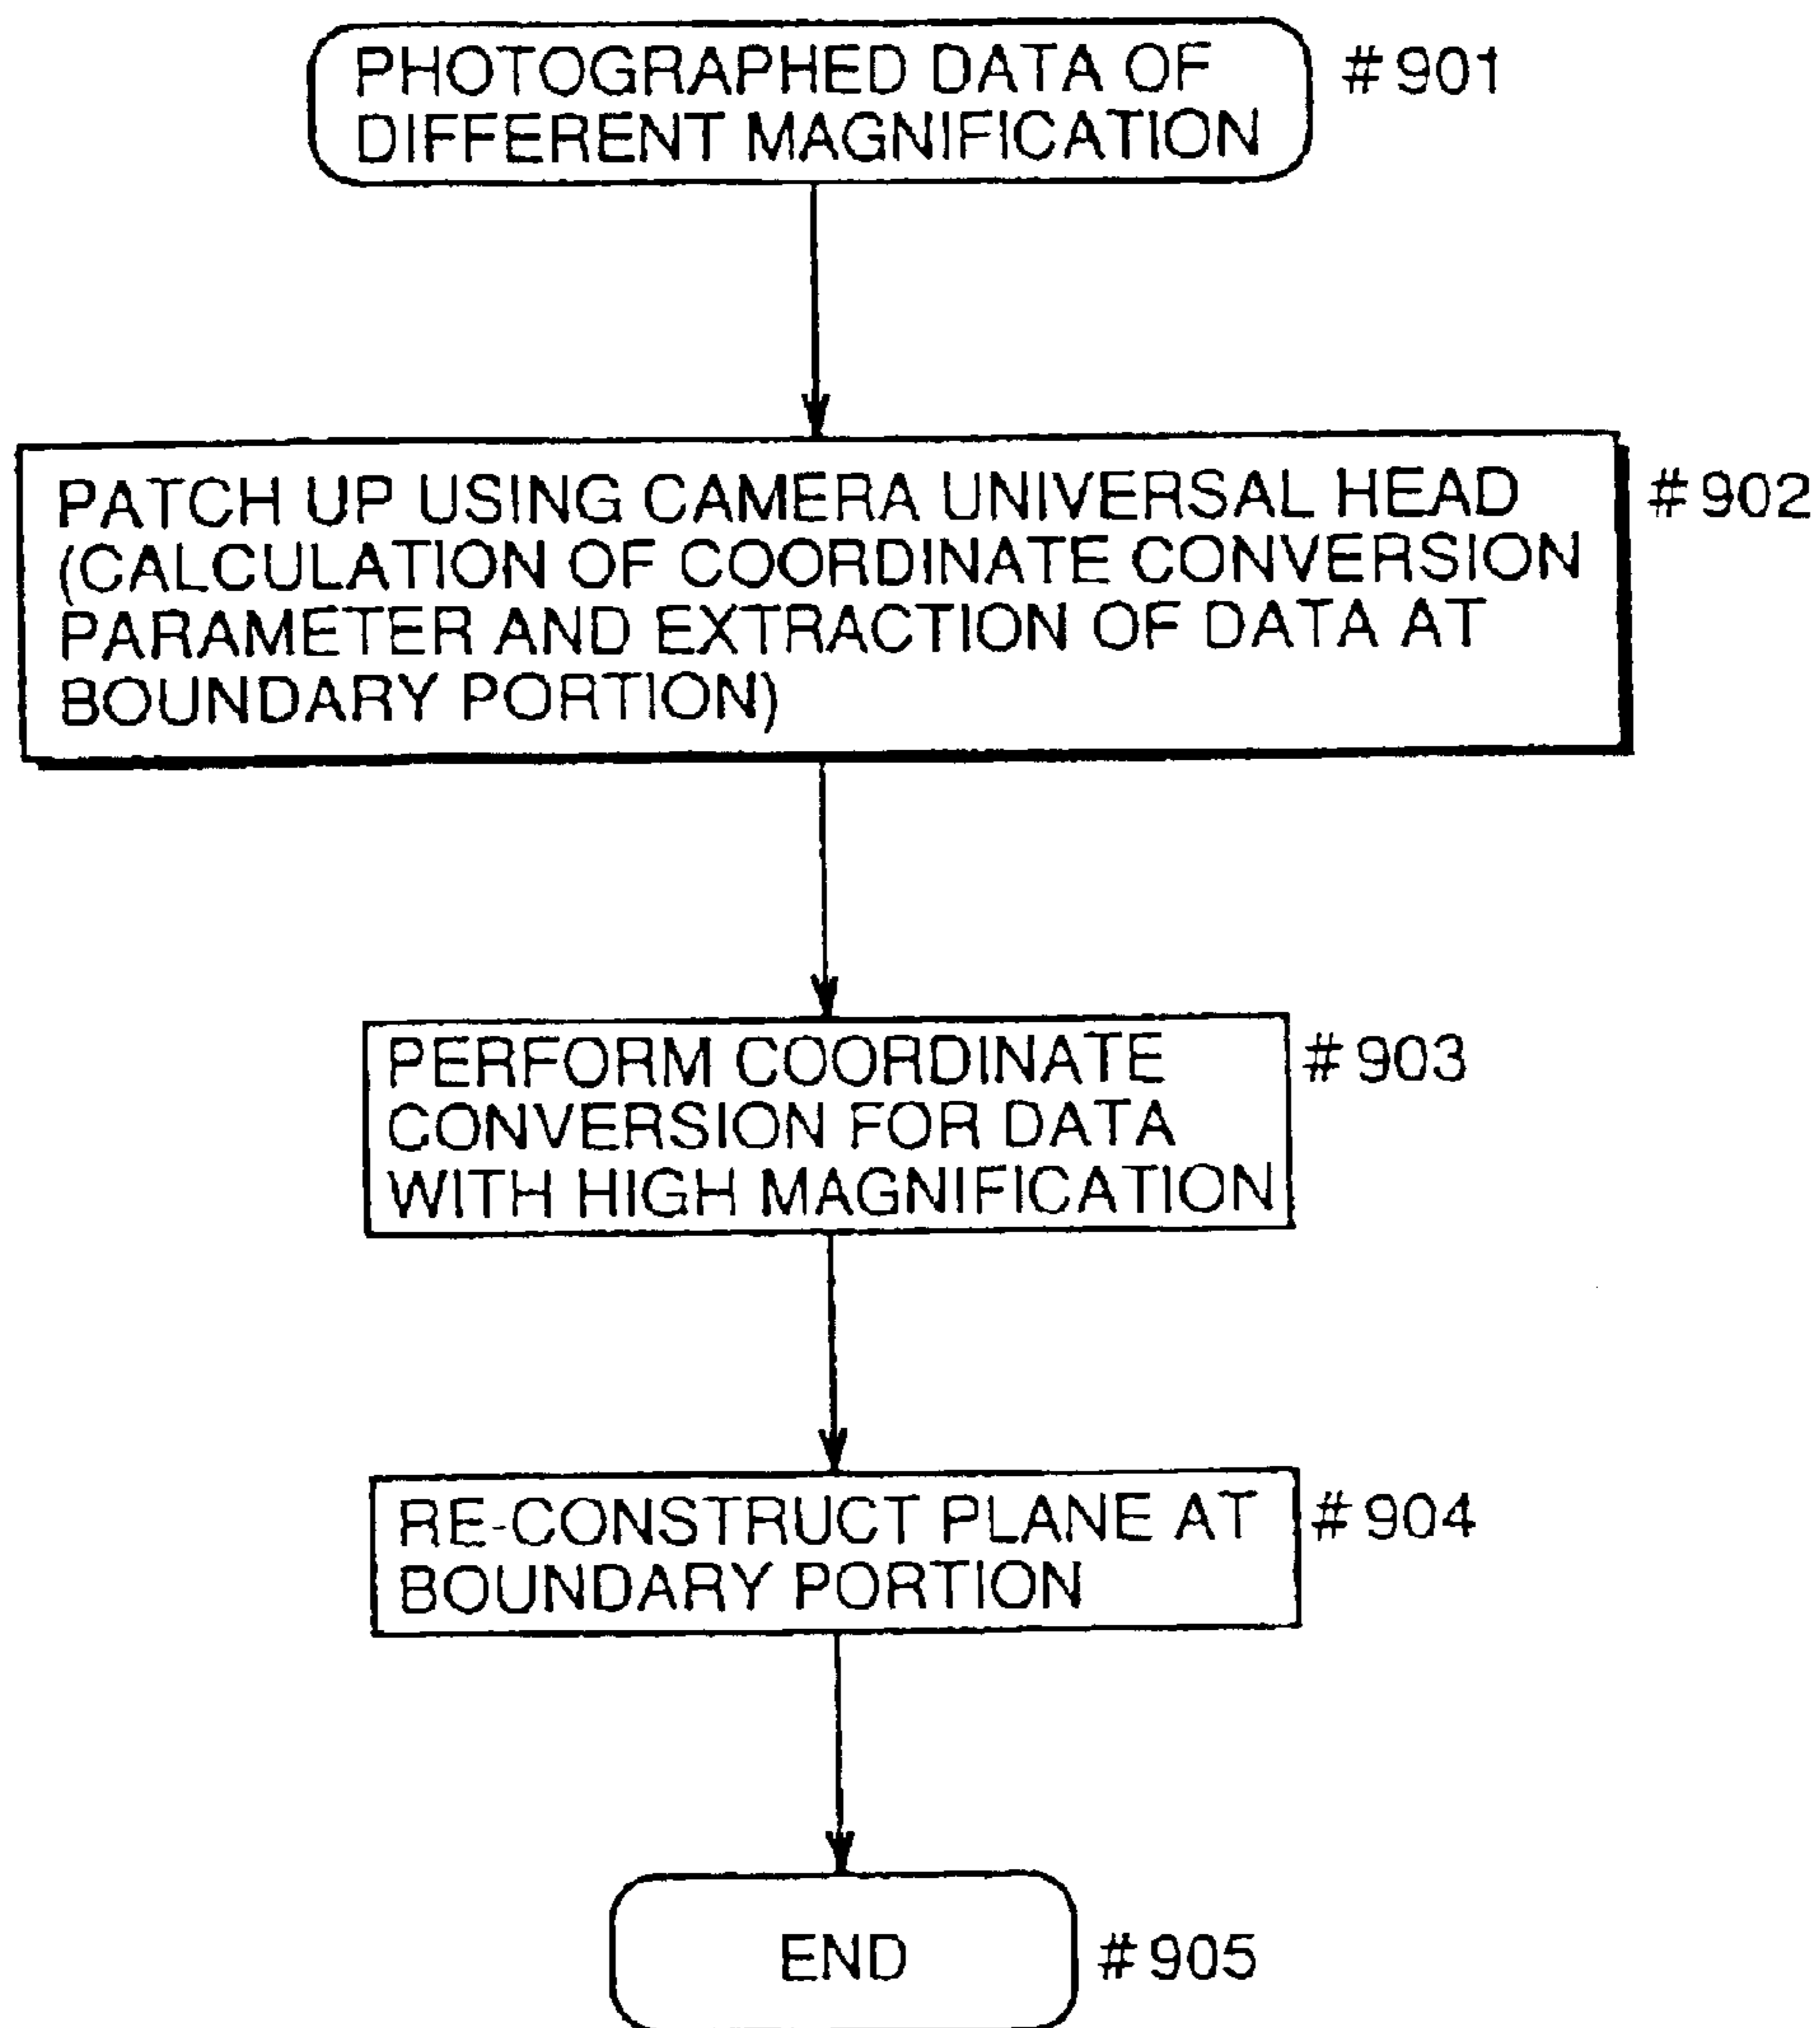 PHOTOGRAPHED DATA OF
DIFFERENT MAGNIFICATION
#901
PATCH UP USING CAMERA UNIVERSAL HEAD
(CALCULATION OF COORDINATE CONVERSION
PARAMETER AND EXTRACTION OF DATA AT
BOUNDARY PORTION)
#902
PERFORM COORDINATE
CONVERSION FOR DATA
WITH HIGH MAGNIFICATION
#903
RE-CONSTRUCT PLANE AT
BOUNDARY PORTION
#904
END
#905